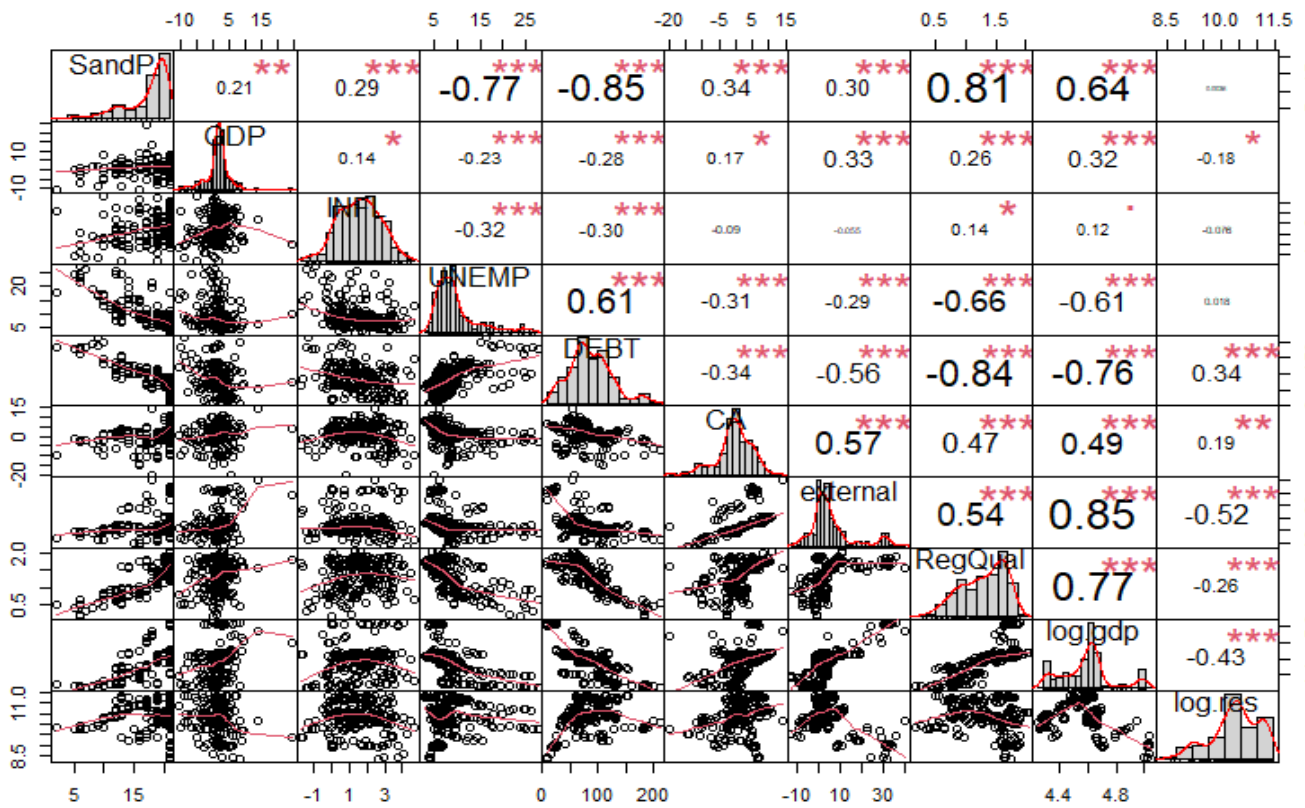 -10 5 15 5 15 25 -20 -5 5 15 0.5 1.5 8.5 10.0 11.5
SandP 0.21 ** 0.29 *** -0.77 *** -0.85 *** 0.34 *** 0.30 *** 0.81 *** 0.64 ***
GDP 0.14 * -0.23 *** -0.28 *** 0.17 * 0.33 *** 0.26 *** 0.32 *** -0.18 *
-10 10
INF -0.32 *** -0.30 *** -0.09 -0.055 0.14 * 0.12 . -0.076
UNEMP 0.61 *** -0.31 *** -0.29 *** -0.66 *** -0.61 *** 0.018
5 20
DEBT -0.34 *** -0.56 *** -0.84 *** -0.76 *** 0.34 ***
CA 0.57 *** 0.47 *** 0.49 *** 0.19 **
-20 0 15
external 0.54 *** 0.85 *** -0.52 ***
RegQual 0.77 *** -0.26 ***
0.5 2.0
log.gdp -0.43 ***
log.res
8.5 11.0
5 15 -1 1 3 0 100 200 -10 10 30 4.4 4.8